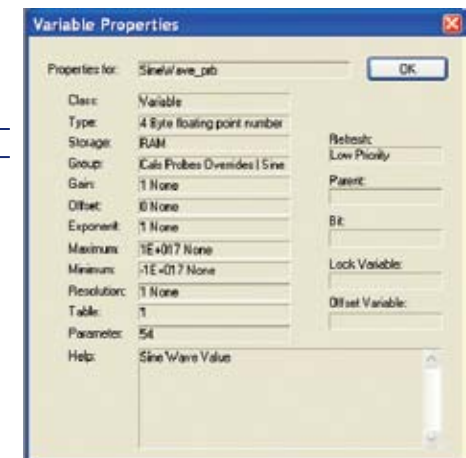 Variable Properties
Properties for: SineWave_prb OK
Class: Variable
Type: 4 Byte floating point number
Storage: RAM
Group: Cals Probes Overrides | Sine
Gain: 1 None
Offset: 0 None
Exponent: 1 None
Maximum: 1E+017 None
Minimum: -1E+017 None
Resolution: 1 None
Table: 1
Parameter: 54
Help: Sine Wave Value
Refresh:
Low Priority
Parent:
Bit:
Lock Variable:
Offset Variable: